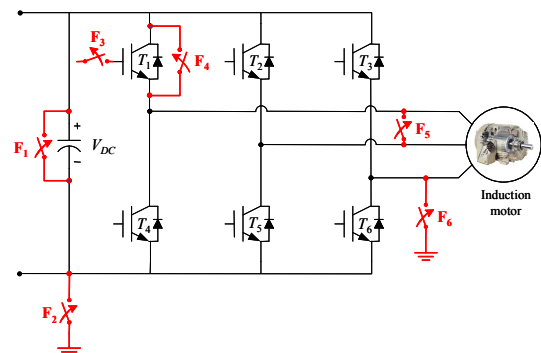 F3
T1
F4
T2
T3
F1
+
VDC
−
F5
Induction
motor
T4
T5
T6
F6
F2